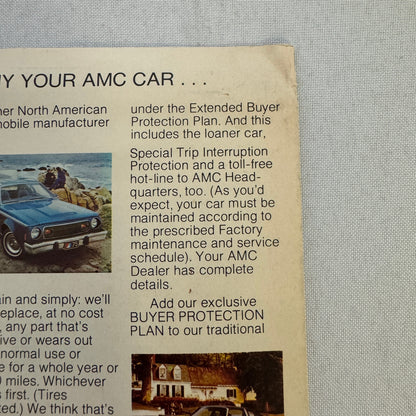 YOUR AMC CAR . . .
North American
manufacturer
ain and simply: we'll
eplace, at no cost
, any part that's
ive or wears out
normal use or
e for a whole year or
0 miles. Whichever
s first. (Tires
ted.) We think that's
under the Extended Buyer
Protection Plan. And this
includes the loaner car,
Special Trip Interruption
Protection and a toll-free
hot-line to AMC Head-
quarters, too. (As you'd
expect, your car must be
maintained according to
the prescribed Factory
maintenance and service
schedule). Your AMC
Dealer has complete
details.
Add our exclusive
BUYER PROTECTION
PLAN to our traditional